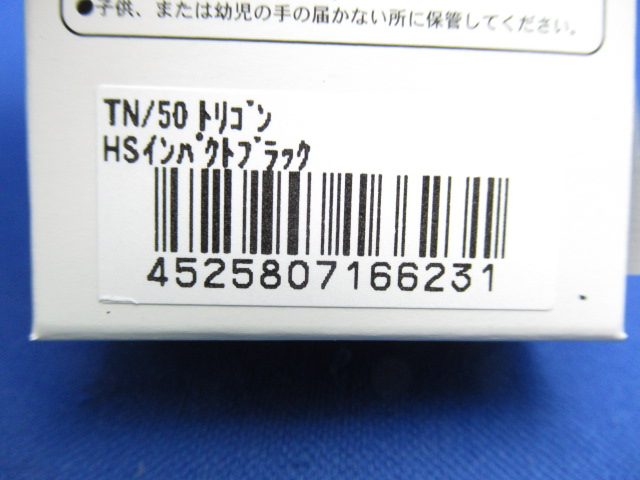 ●子供、または幼児の手の届かない所に保管してください。
TN/50 ﾄﾘｺﾞﾝ
HSｲﾝﾊﾟｸﾄﾌﾞﾗｯｸ
4525807166231